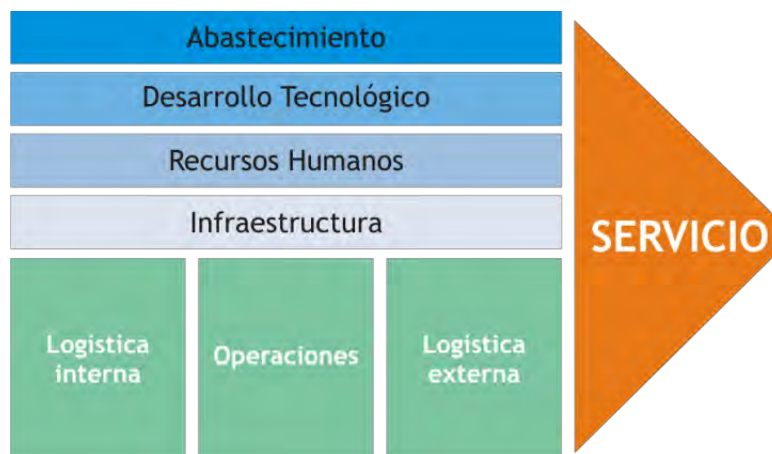 Abastecimiento
Desarrollo Tecnológico
Recursos Humanos
Infraestructura
SERVICIO
Logistica
interna
Operaciones
Logistica
externa